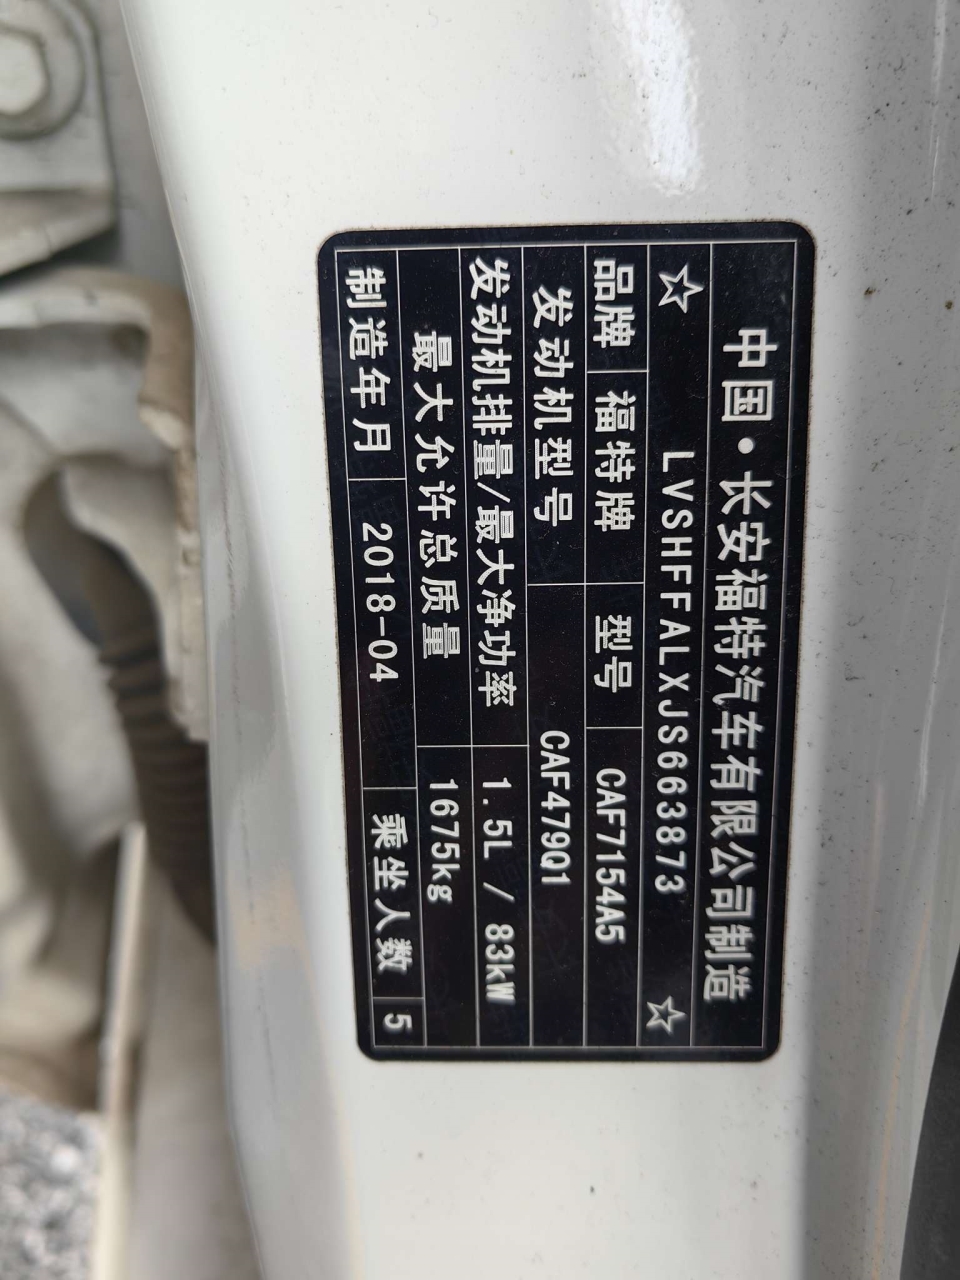 中国·长安福特汽车有限公司制造
☆ LVSHFFALXJS663873 ☆
品牌 福特牌 型号 CAF7154A5
发动机型号 CAF479Q1
发动机排量/最大净功率 1.5L / 83kW
最大允许总质量 1675kg
制造年月 2018-04 乘坐人数 5